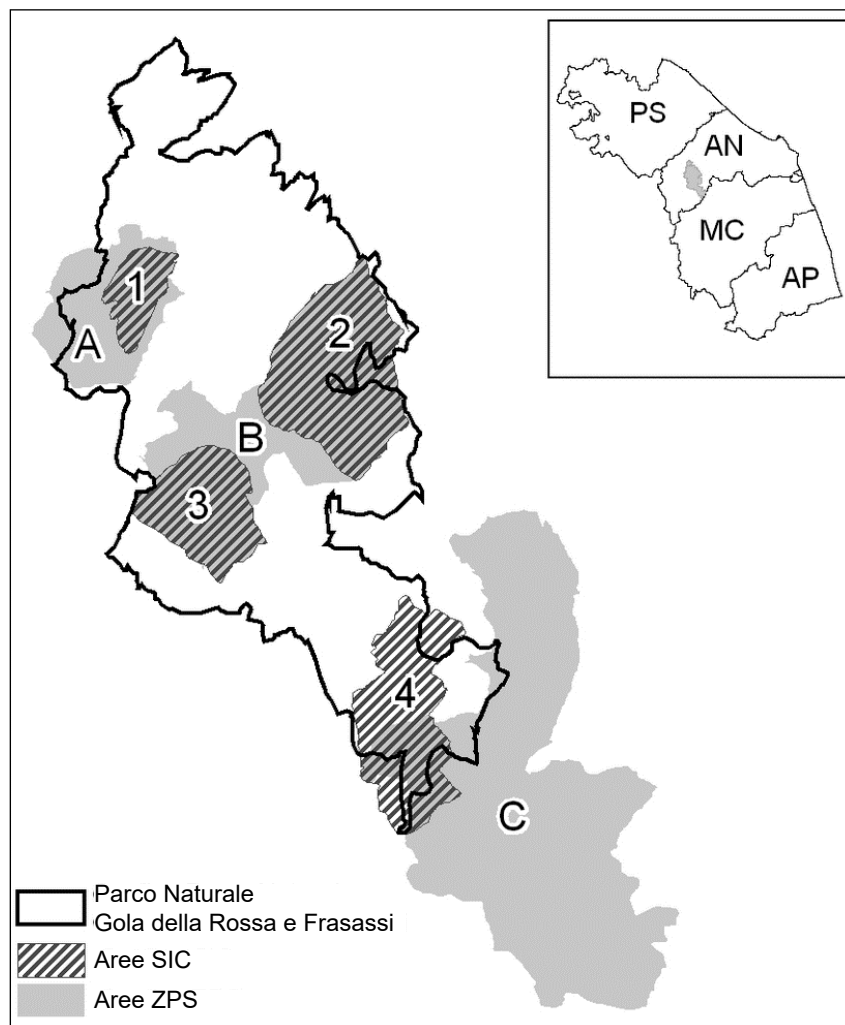 PS
AN
MC
AP
1
A
2
B
3
4
C
Parco Naturale
Gola della Rossa e Frasassi
Aree SIC
Aree ZPS